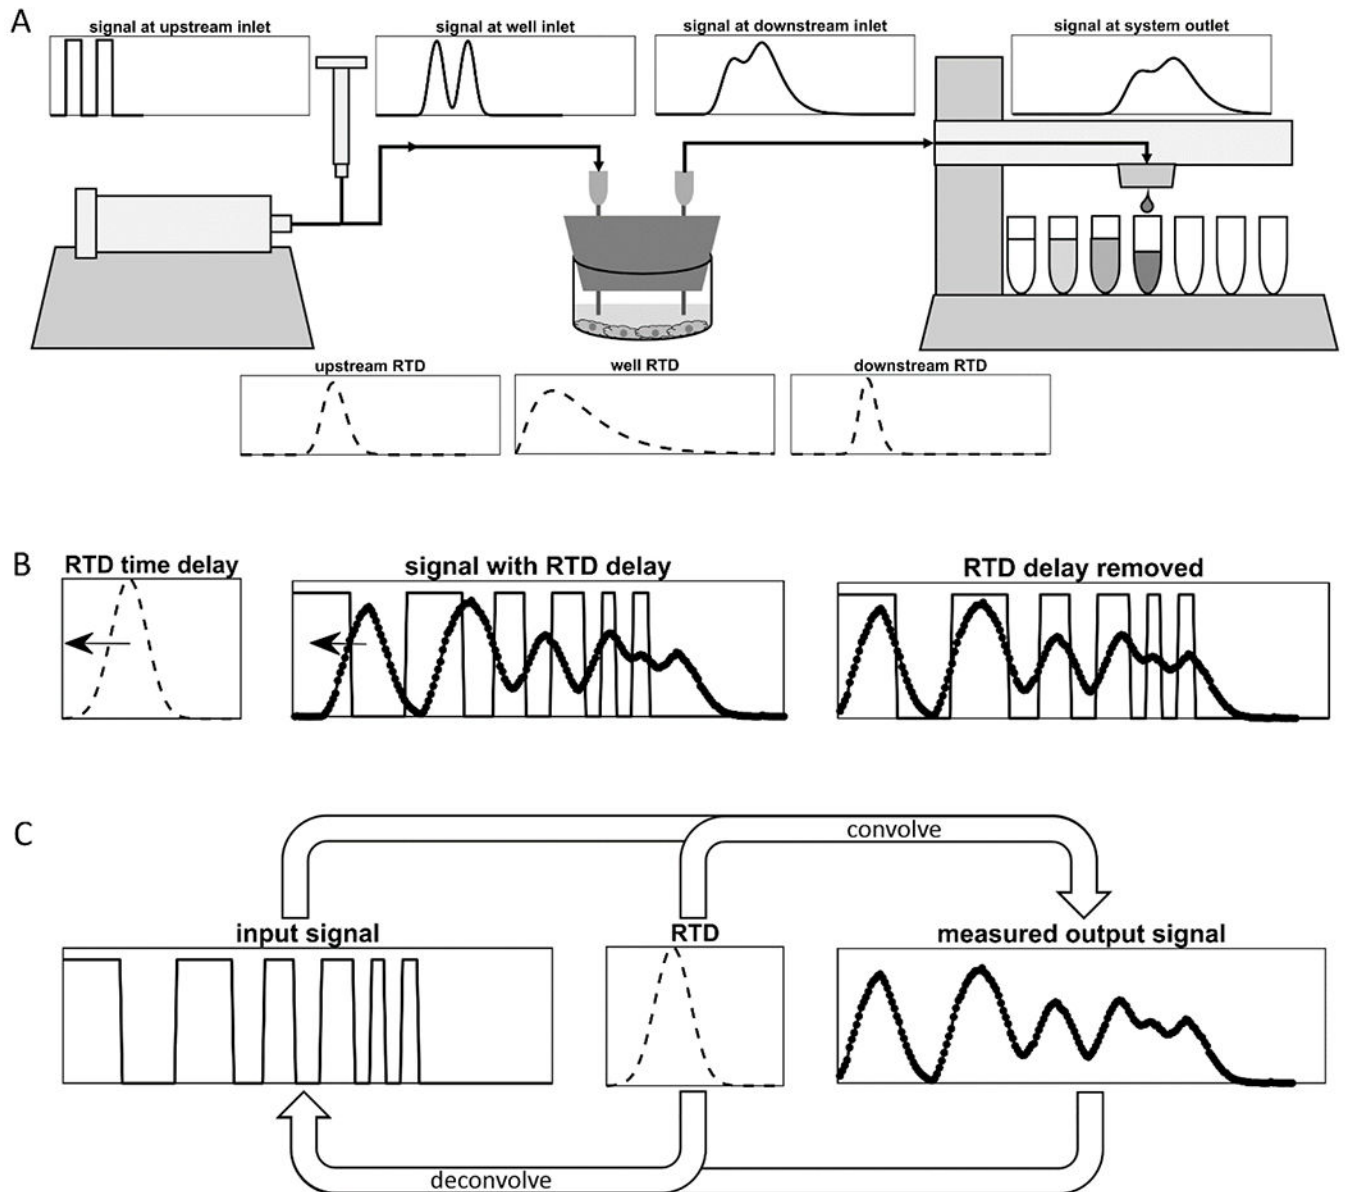 A
signal at upstream inlet
signal at well inlet
signal at downstream inlet
signal at system outlet
upstream RTD
well RTD
downstream RTD
B
RTD time delay
signal with RTD delay
RTD delay removed
C
convolve
input signal
RTD
measured output signal
deconvolve